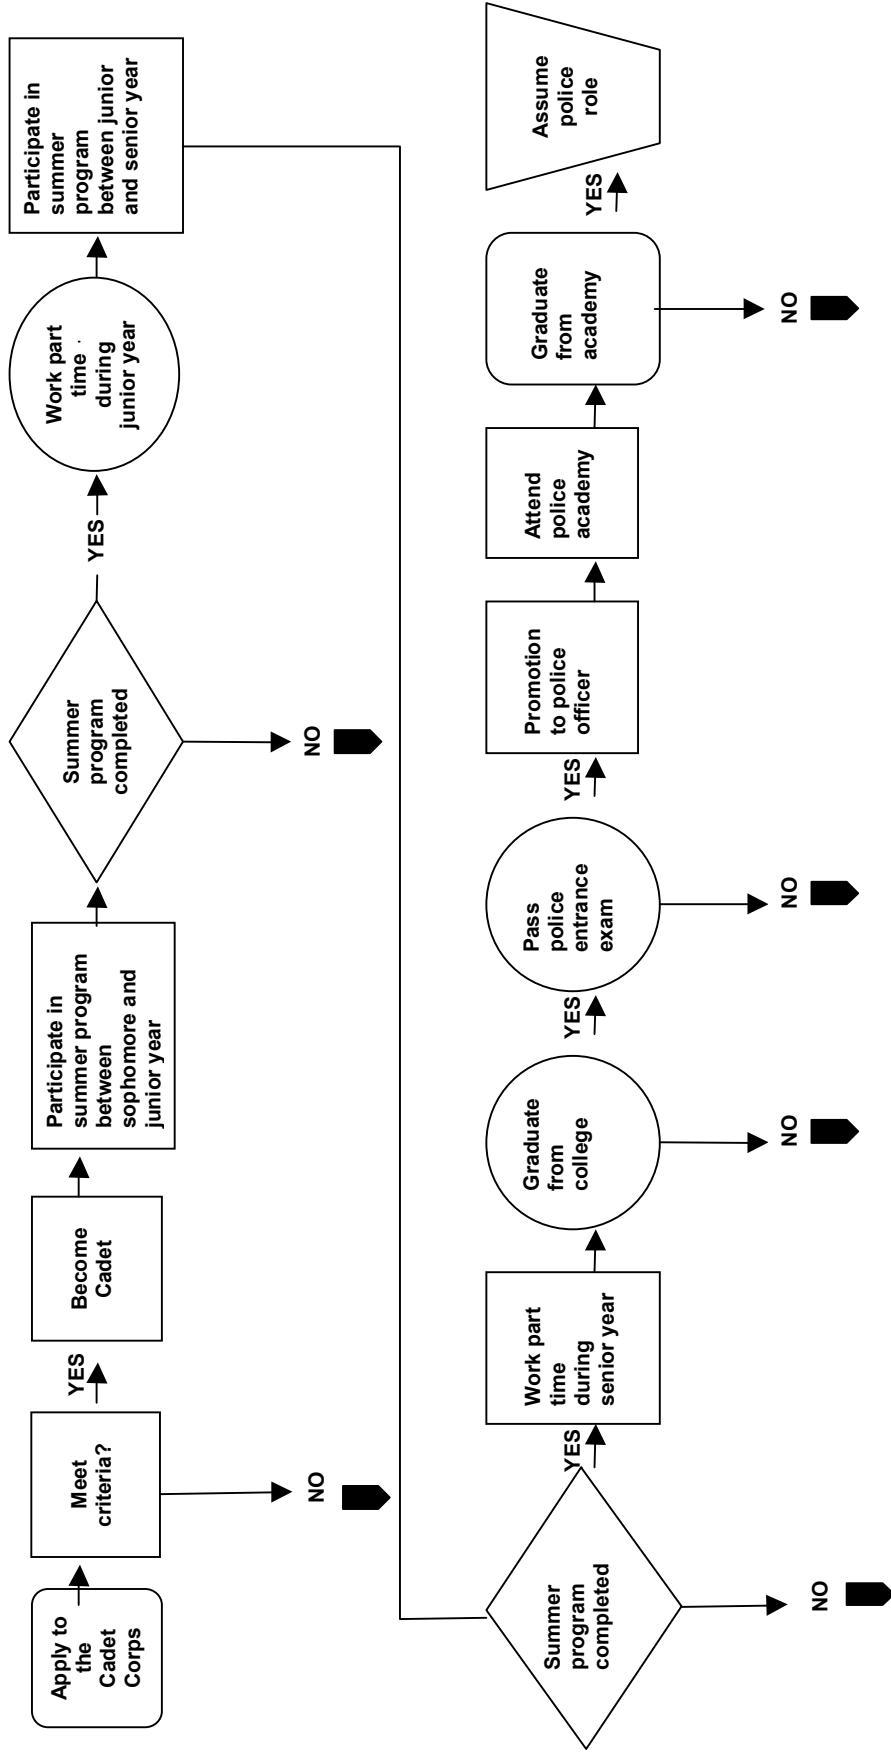 Apply to
the
Cadet
Corps
Meet
criteria?
NO
YES
Become
Cadet
Participate in
summer program
between
sophomore and
junior year
Summer
program
completed
NO
YES
Work part
time
during
junior year
Participate in
summer
program
between junior
and senior year
Summer
program
completed
NO
YES
Work part
time
during
senior year
Graduate
from
college
NO
YES
Pass
police
entrance
exam
NO
YES
Promotion
to police
officer
Attend
police
academy
Graduate
from
academy
NO
YES
Assume
police
role